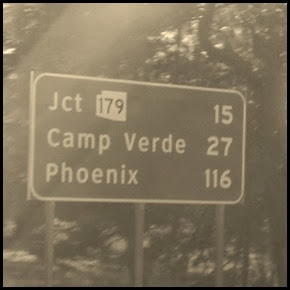 Jct 179 15
Camp Verde 27
Phoenix 116